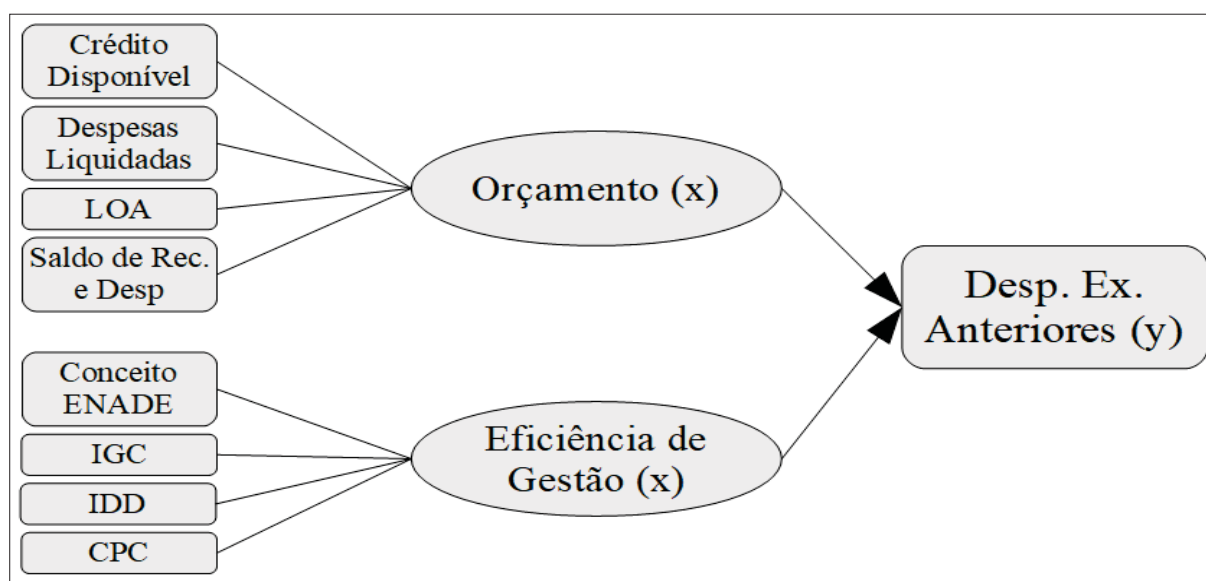 Crédito
Disponível
Despesas
Liquidadas
LOA
Saldo de Rec.
e Desp
Orçamento (x)
Desp. Ex.
Anteriores (y)
Conceito
ENADE
IGC
IDD
CPC
Eficiência de
Gestão (x)